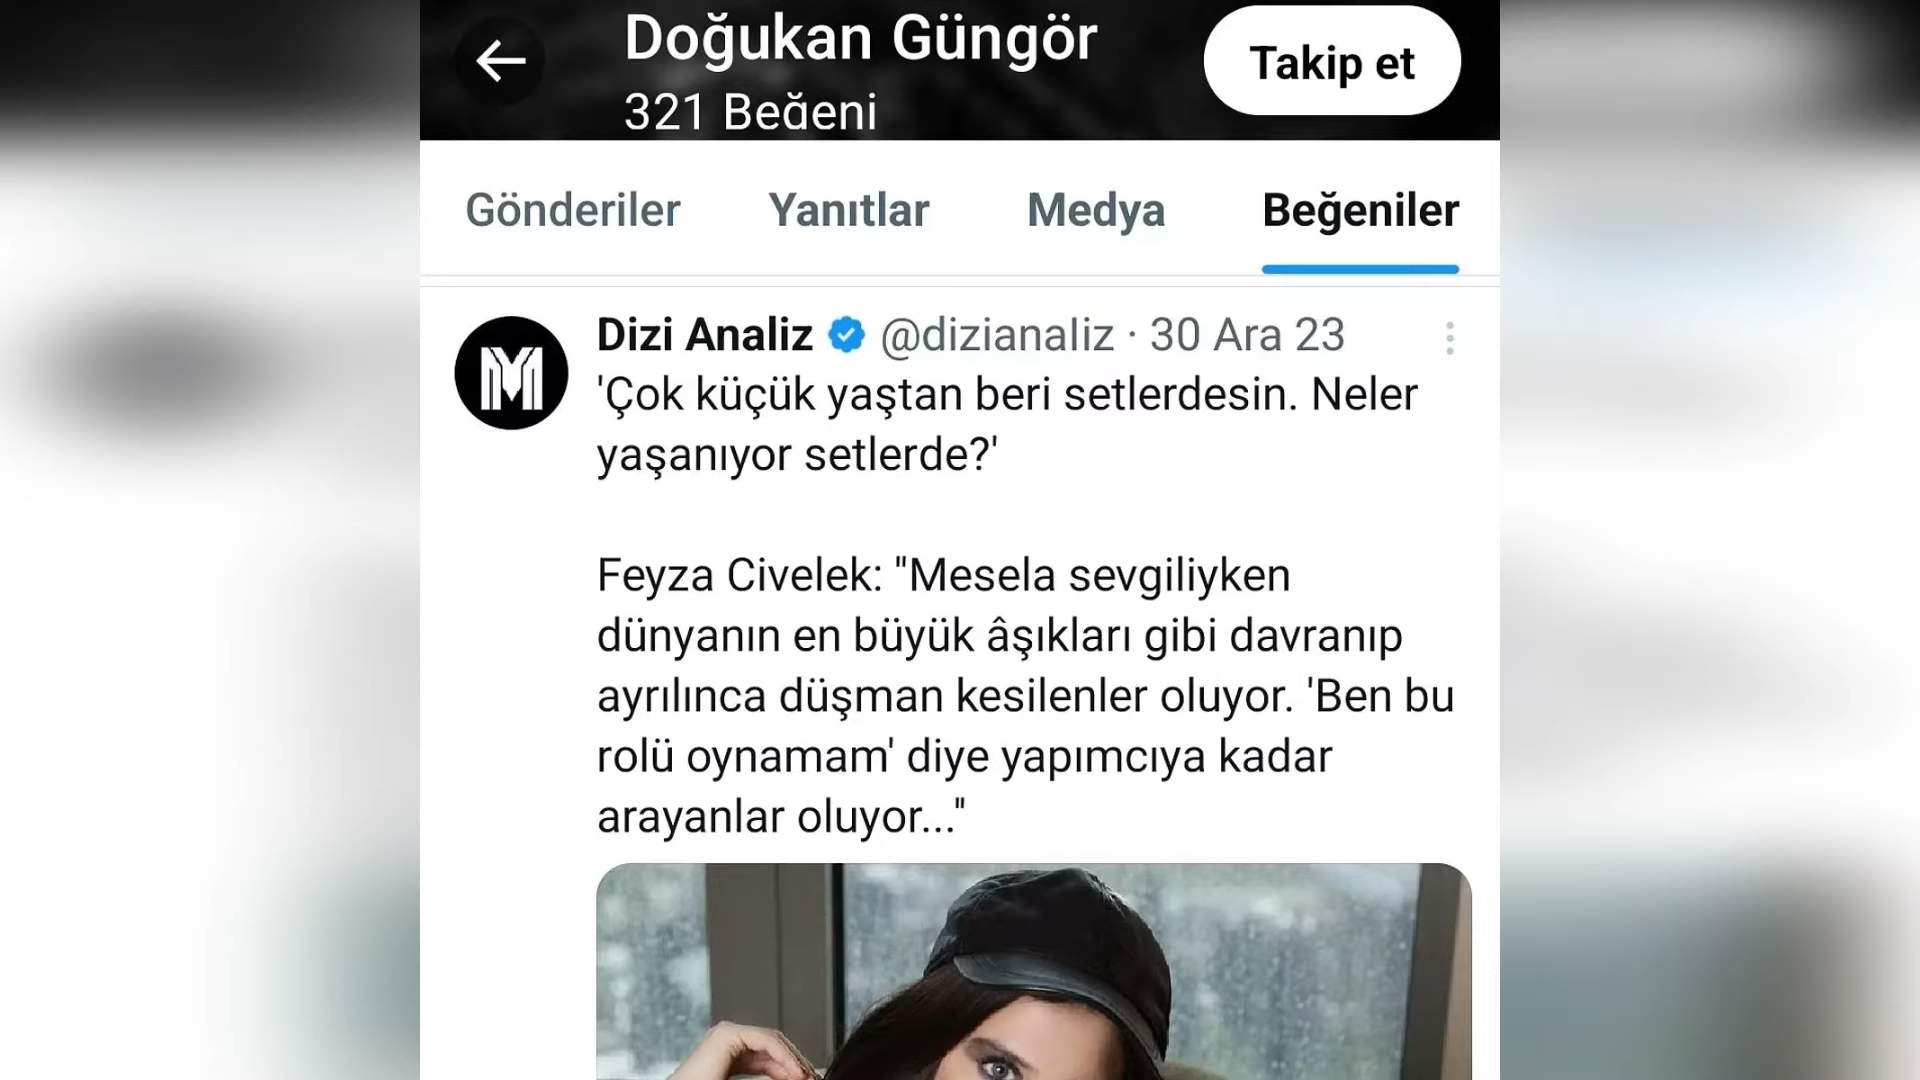 Doğukan Güngör
321 Beğeni
Takip et
Gönderiler
Yanıtlar
Medya
Beğeniler
Dizi Analiz @dizianaliz · 30 Ara 23
'Çok küçük yaştan beri setlerdesin. Neler
yaşanıyor setlerde?'
Feyza Civelek: "Mesela sevgiliyken
dünyanın en büyük âşıkları gibi davranıp
ayrılınca düşman kesilenler oluyor. 'Ben bu
rolü oynamam' diye yapımcıya kadar
arayanlar oluyor..."